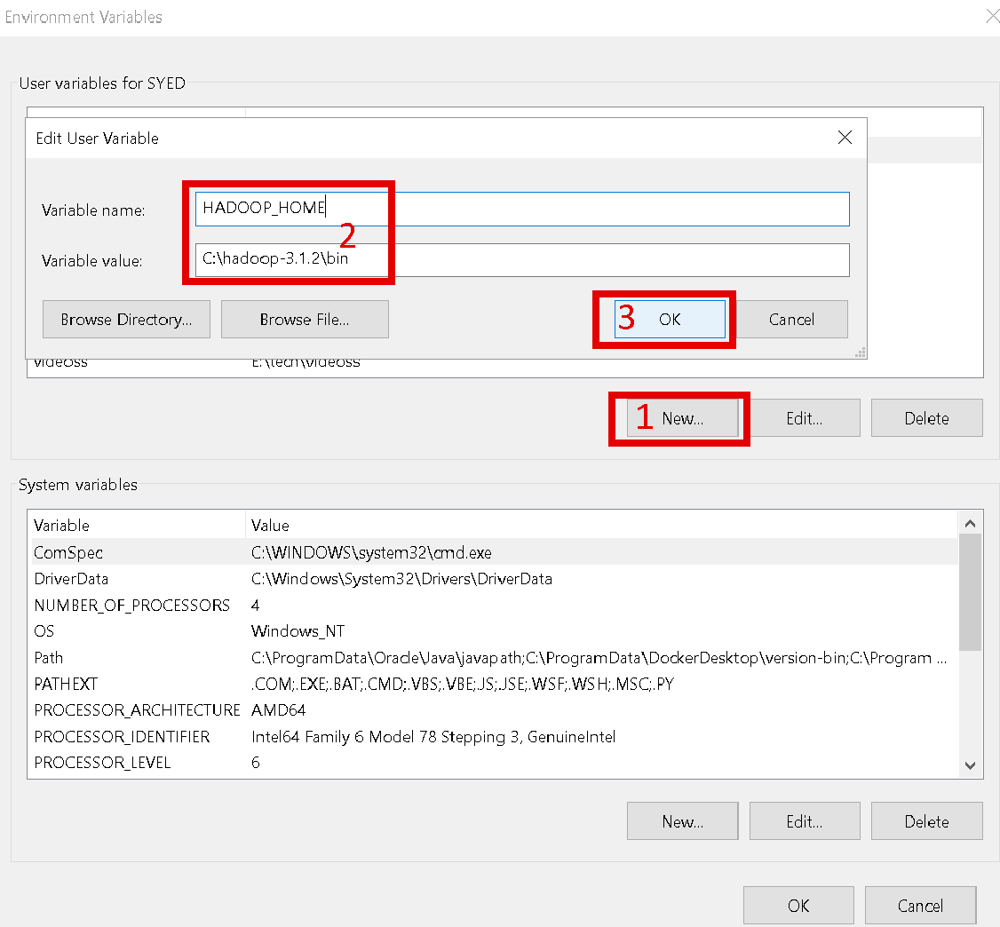 Environment Variables
User variables for SYED
Edit User Variable
Variable name: HADOOP_HOME
2
Variable value: C:\hadoop-3.1.2\bin
Browse Directory... Browse File... 3 OK Cancel
videoss E:\tech\videoss
1 New... Edit... Delete
System variables
Variable Value
ComSpec C:\WINDOWS\system32\cmd.exe
DriverData C:\Windows\System32\Drivers\DriverData
NUMBER_OF_PROCESSORS 4
OS Windows_NT
Path C:\ProgramData\Oracle\Java\javapath;C:\ProgramData\DockerDesktop\version-bin;C:\Program ...
PATHEXT .COM;.EXE;.BAT;.CMD;.VBS;.VBE;.JS;.JSE;.WSF;.WSH;.MSC;.PY
PROCESSOR_ARCHITECTURE AMD64
PROCESSOR_IDENTIFIER Intel64 Family 6 Model 78 Stepping 3, GenuineIntel
PROCESSOR_LEVEL 6
New... Edit... Delete
OK Cancel